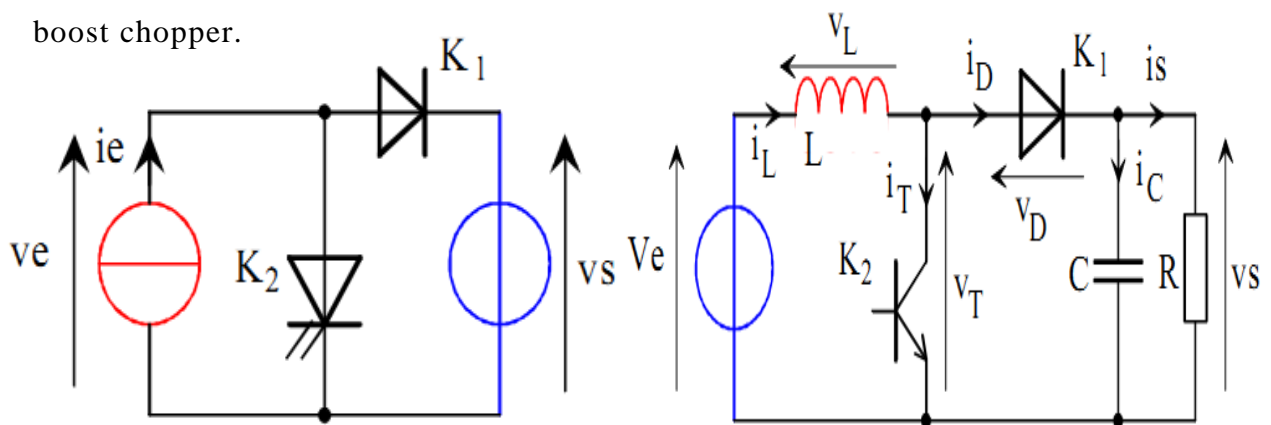 boost chopper.
K1
ie
ve
K2
vs
vL
iD
K1
is
iL
L
iT
vD
iC
Ve
K2
vT
C
R
vs